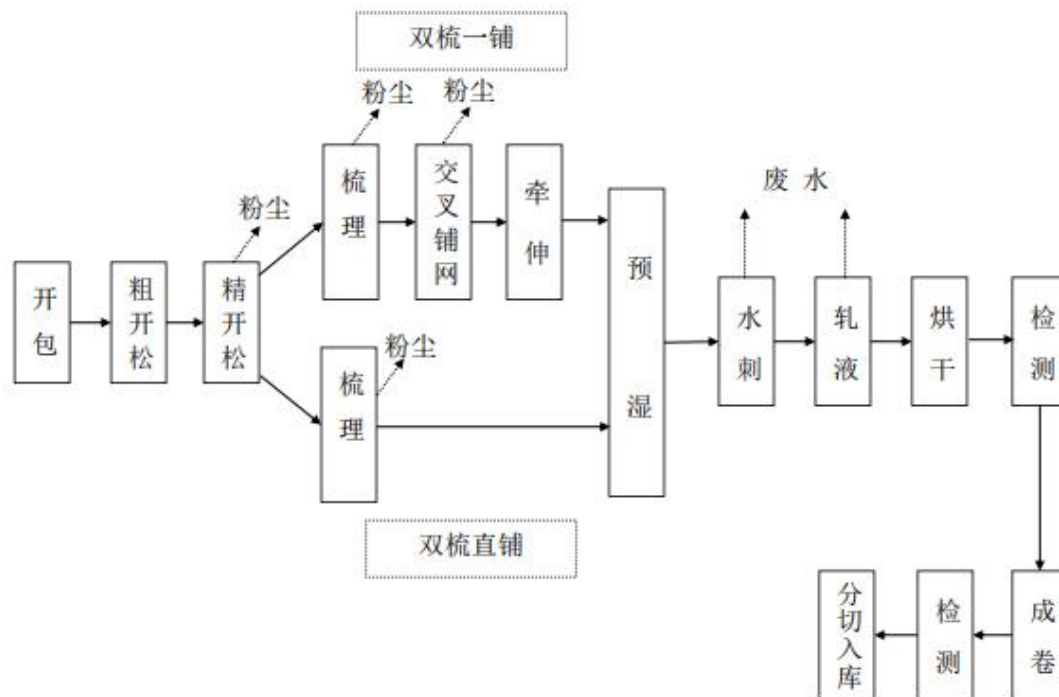 双梳一铺
粉尘
粉尘
粉尘
梳理
交叉铺网
牵伸
预湿
废 水
开包
粗开松
精开松
梳理
粉尘
水刺
轧液
烘干
检测
双梳直铺
成卷
检测
分切入库